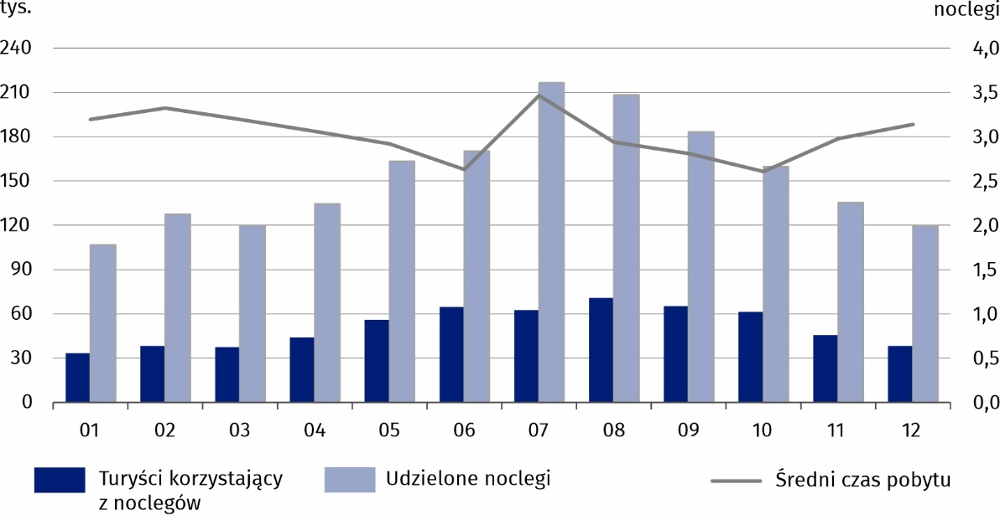 tys. noclegi
240 4,0
210 3,5
180 3,0
150 2,5
120 2,0
90 1,5
60 1,0
30 0,5
0 0,0
01 02 03 04 05 06 07 08 09 10 11 12
Turyści korzystający Udzielone noclegi Średni czas pobytu
z noclegów